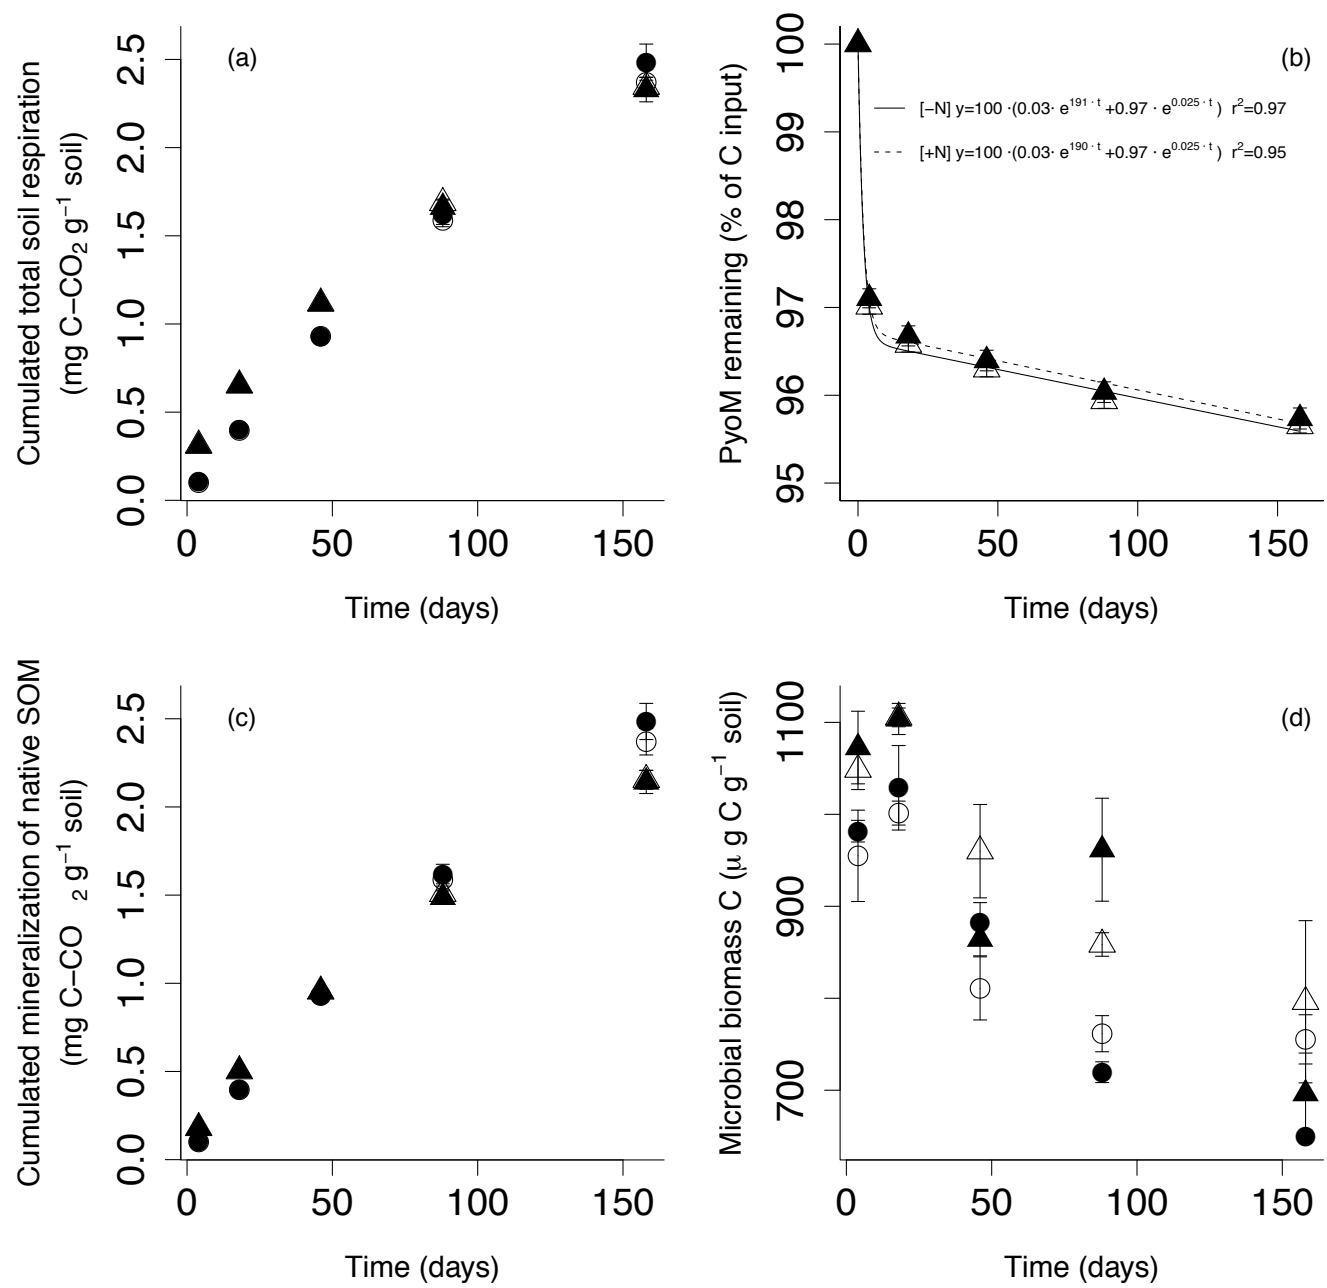 (a)
Cumulated total soil respiration
(mg C−CO2 g−1 soil)
0.0 0.5 1.0 1.5 2.0 2.5
0 50 100 150
Time (days)
(b)
[−N] y=100 ·(0.03· e191 · t +0.97 · e0.025 · t ) r2=0.97
[+N] y=100 ·(0.03· e190 · t +0.97 · e0.025 · t ) r2=0.95
PyoM remaining (% of C input)
95 96 97 98 99 100
0 50 100 150
Time (days)
(c)
Cumulated mineralization of native SOM
(mg C−CO 2 g−1 soil)
0.0 0.5 1.0 1.5 2.0 2.5
0 50 100 150
Time (days)
(d)
Microbial biomass C (μ g C g−1 soil)
700 900 1100
0 50 100 150
Time (days)